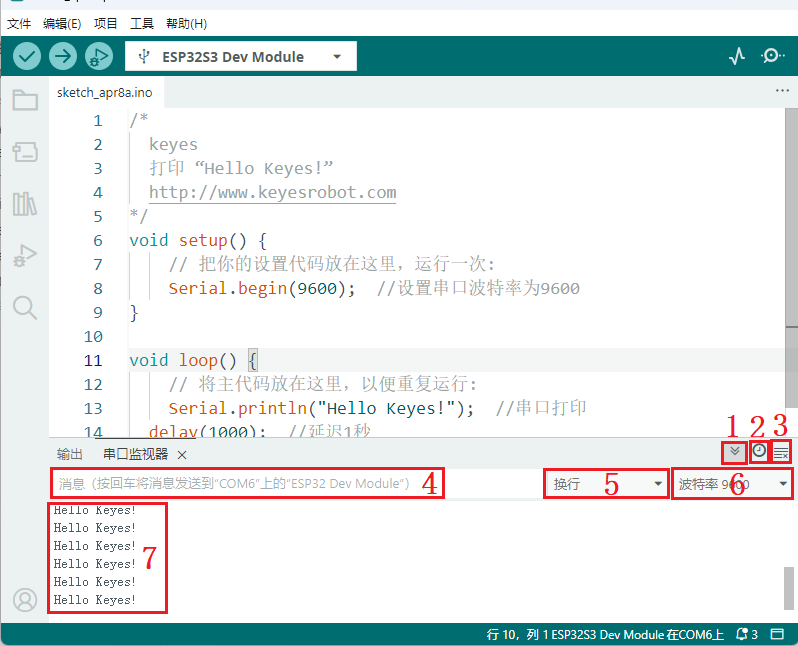 文件 编辑(E) 项目 工具 帮助(H)
ESP32S3 Dev Module
sketch_apr8a.ino
1 /*
2 keyes
3 打印 “Hello Keyes!”
4 http://www.keyesrobot.com
5 */
6 void setup() {
7 // 把你的设置代码放在这里，运行一次:
8 Serial.begin(9600); //设置串口波特率为9600
9 }
10
11 void loop() {
12 // 将主代码放在这里，以便重复运行:
13 Serial.println("Hello Keyes!"); //串口打印
14 delay(1000); //延迟1秒
1 2 3
输出 串口监视器 ×
消息（按回车将消息发送到“COM6”上的“ESP32 Dev Module”） 4
换行 5
波特率 9600 6
Hello Keyes!
Hello Keyes!
Hello Keyes!
Hello Keyes! 7
Hello Keyes!
Hello Keyes!
行 10，列 1 ESP32S3 Dev Module 在COM6上 3